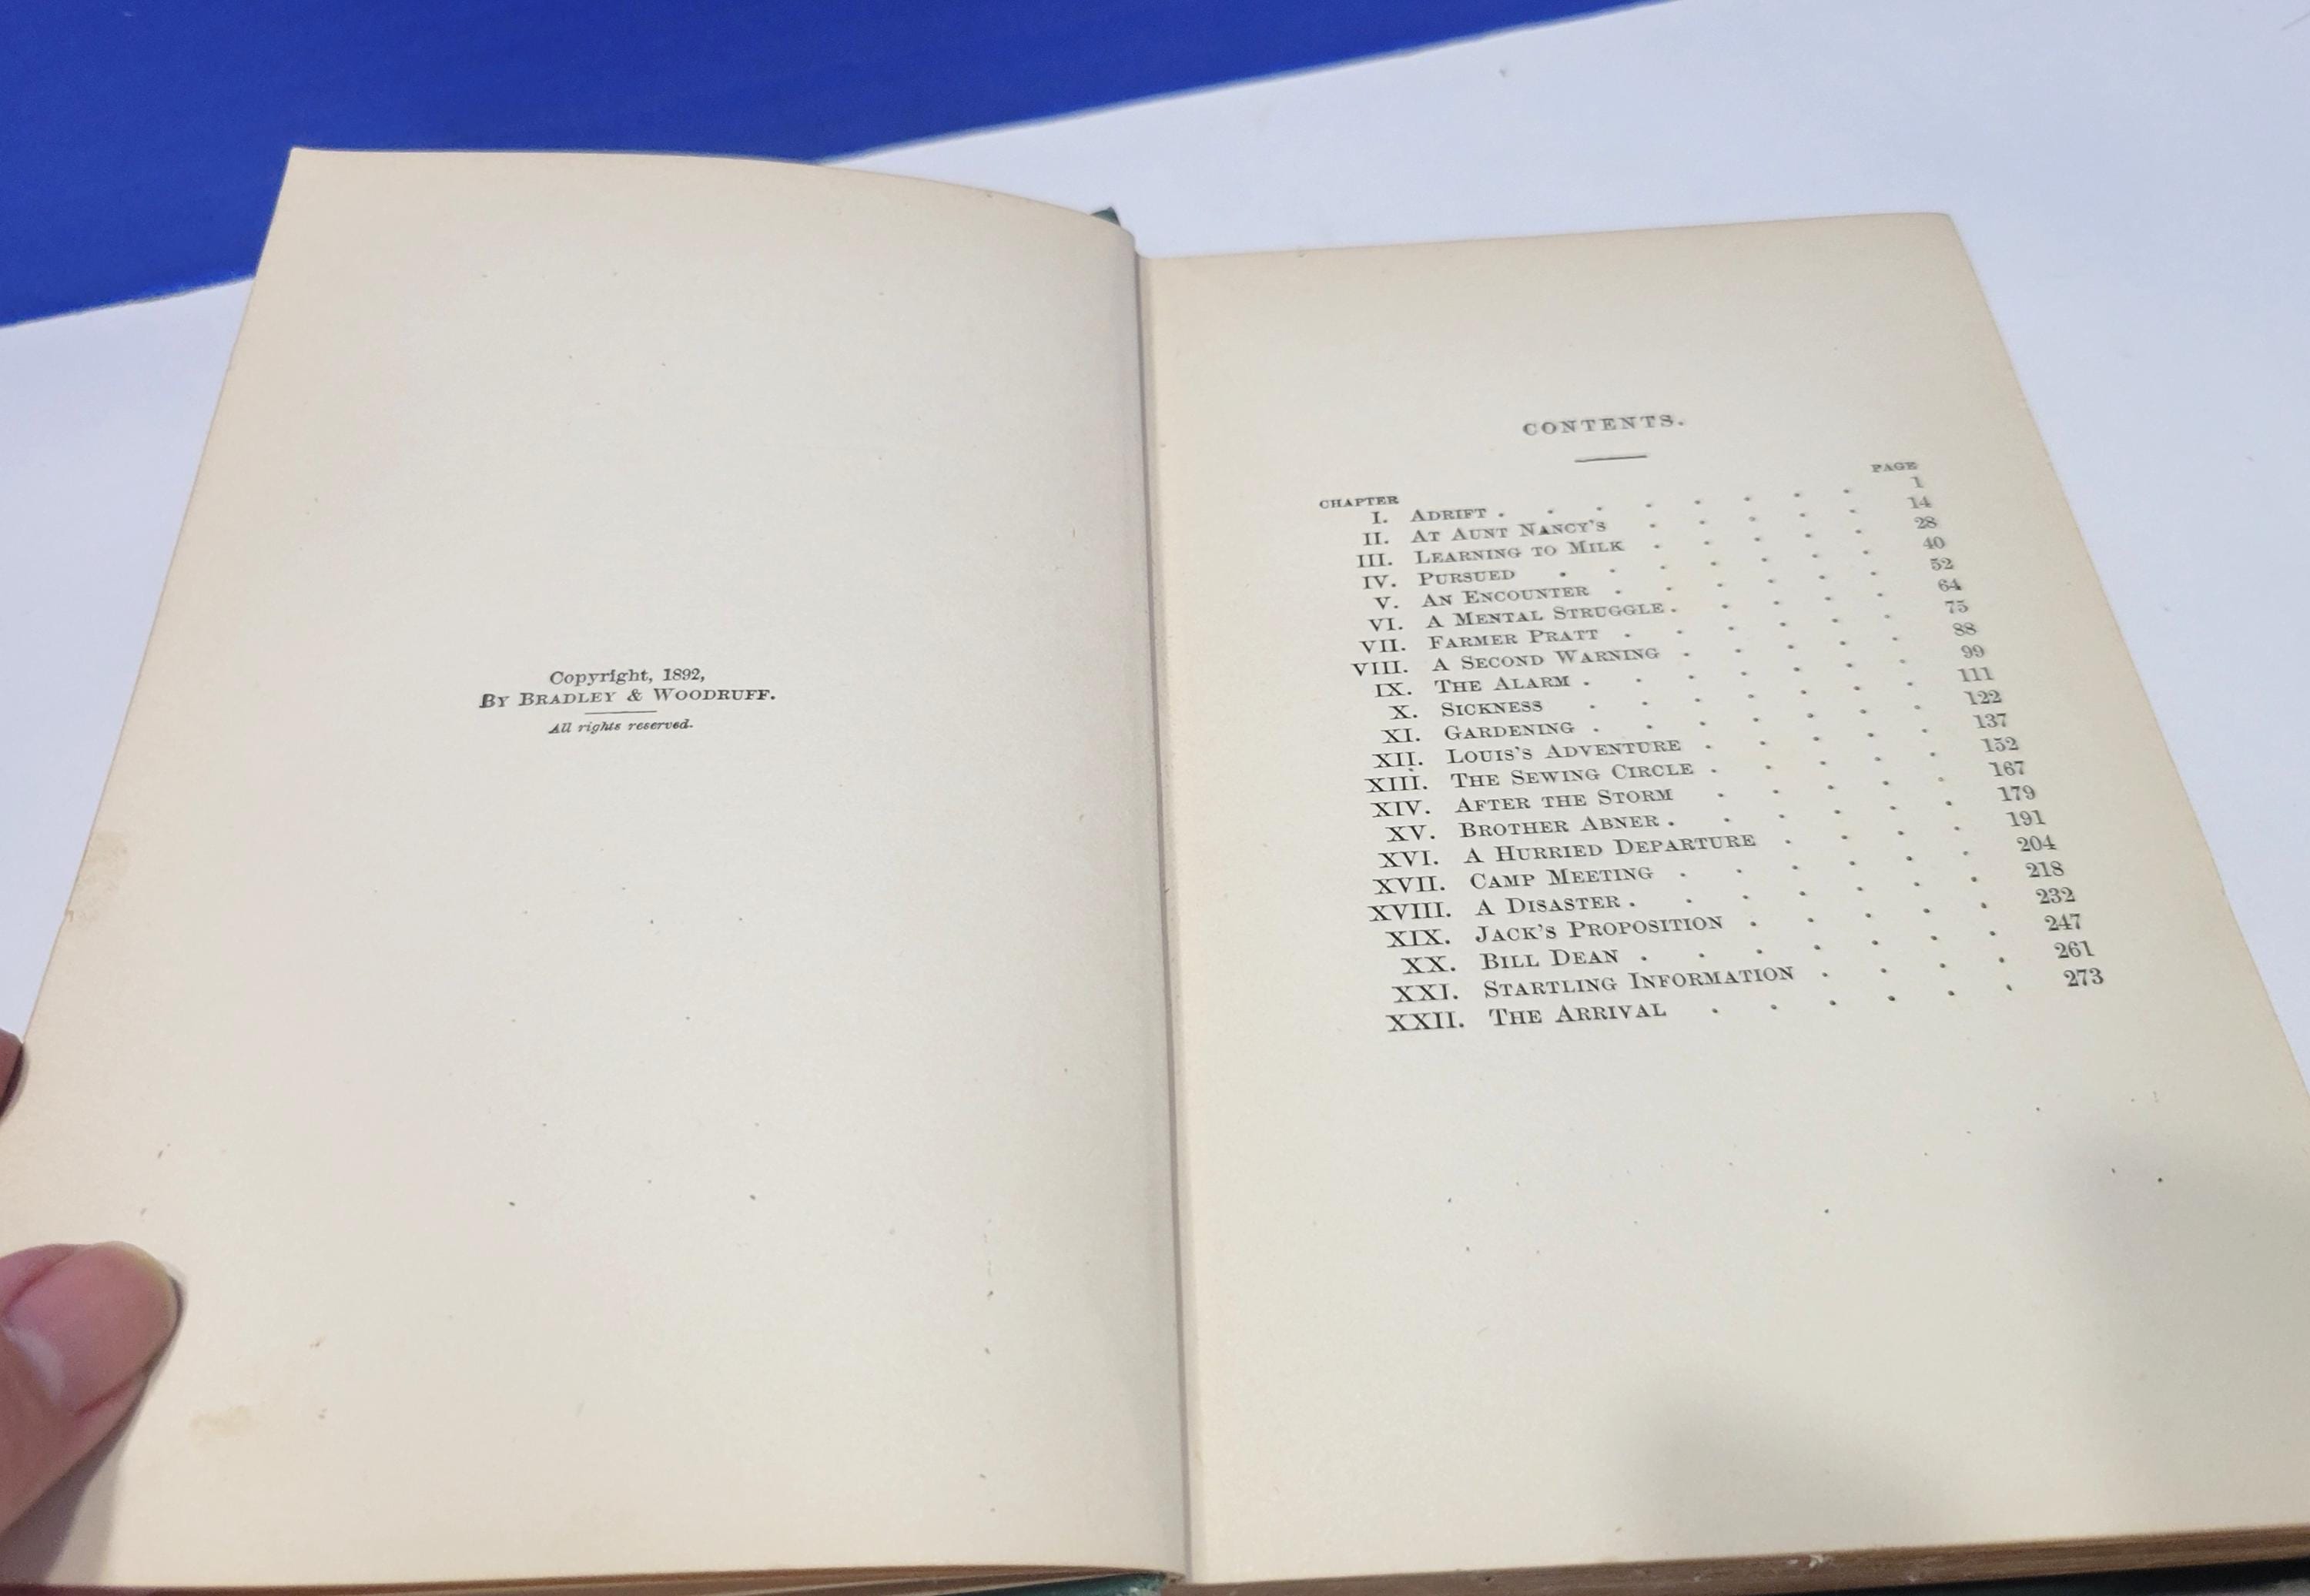 Copyright, 1892,
By Bradley & Woodruff.
All rights reserved.
CONTENTS.
CHAPTER PAGE
I. Adrift . . . . . . . . 1
II. At Aunt Nancy's . . . . . 14
III. Learning to Milk . . . . . 28
IV. Pursued . . . . . . . 40
V. An Encounter . . . . . . 52
VI. A Mental Struggle . . . . . 64
VII. Farmer Pratt . . . . . . 75
VIII. A Second Warning . . . . . 88
IX. The Alarm . . . . . . . 99
X. Sickness . . . . . . . 111
XI. Gardening . . . . . . . 122
XII. Louis's Adventure . . . . . 137
XIII. The Sewing Circle . . . . . 152
XIV. After the Storm . . . . . 167
XV. Brother Abner . . . . . . 179
XVI. A Hurried Departure . . . . 191
XVII. Camp Meeting . . . . . . 204
XVIII. A Disaster . . . . . . . 218
XIX. Jack's Proposition . . . . . 232
XX. Bill Dean . . . . . . . 247
XXI. Startling Information . . . . 261
XXII. The Arrival . . . . . . 273